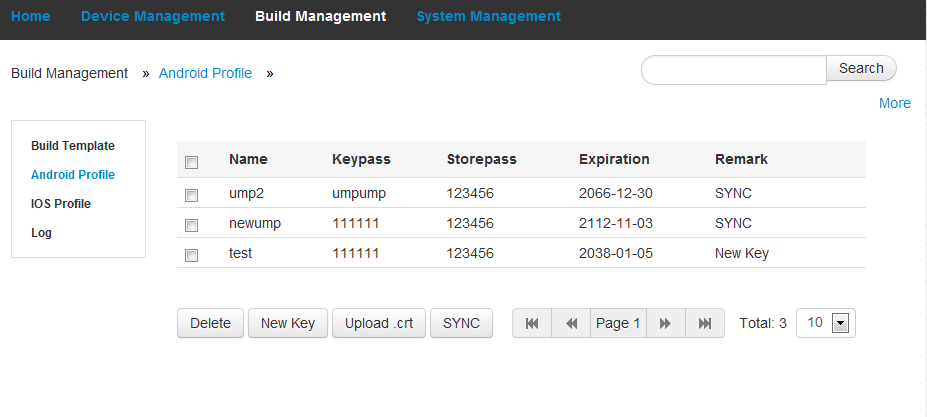 Home Device Management Build Management System Management
Build Management » Android Profile »
Search
More
Build Template
Android Profile
IOS Profile
Log
Name Keypass Storepass Expiration Remark
ump2 umpump 123456 2066-12-30 SYNC
newump 111111 123456 2112-11-03 SYNC
test 111111 123456 2038-01-05 New Key
Delete New Key Upload .crt SYNC Page 1 Total: 3 10